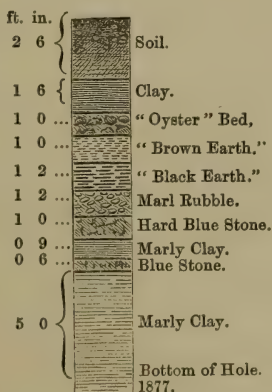 ft. in.
2 6 { Soil.
1 6 { Clay.
1 0 ... "Oyster" Bed,
1 0 ... "Brown Earth."
1 2 ... "Black Earth."
1 2 ... Marl Rubble.
1 0 ... Hard Blue Stone.
0 9 ... Marly Clay.
0 6 ... Blue Stone.
5 0 { Marly Clay.
Bottom of Hole.
1877.